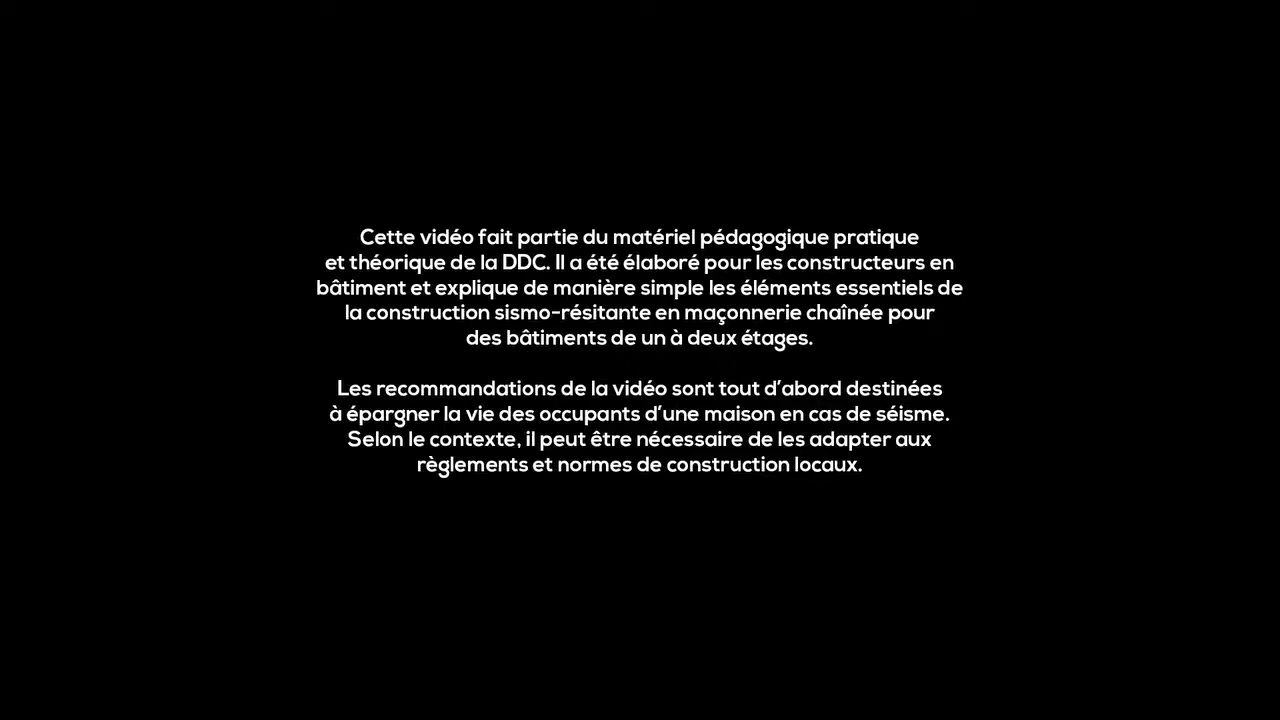 Cette vidéo fait partie du matériel pédagogique pratique
et théorique de la DDC. Il a été élaboré pour les constructeurs en
bâtiment et explique de manière simple les éléments essentiels de
la construction sismo-résitante en maçonnerie chaînée pour
des bâtiments de un à deux étages.
Les recommandations de la vidéo sont tout d’abord destinées
à épargner la vie des occupants d’une maison en cas de séisme.
Selon le contexte, il peut être nécessaire de les adapter aux
règlements et normes de construction locaux.